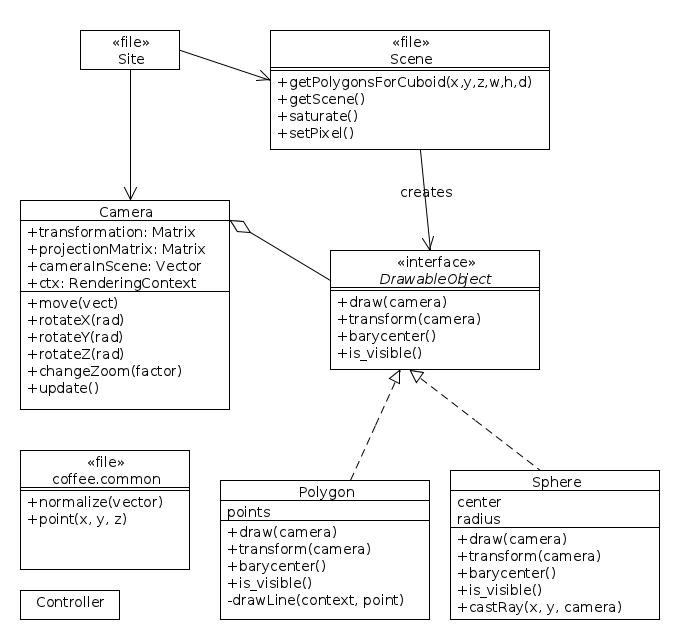 «file»
Site
«file»
Scene
+getPolygonsForCuboid(x,y,z,w,h,d)
+getScene()
+saturate()
+setPixel()
creates
Camera
+transformation: Matrix
+projectionMatrix: Matrix
+cameraInScene: Vector
+ctx: RenderingContext
+move(vect)
+rotateX(rad)
+rotateY(rad)
+rotateZ(rad)
+changeZoom(factor)
+update()
«interface»
DrawableObject
+draw(camera)
+transform(camera)
+barycenter()
+is_visible()
«file»
coffee.common
+normalize(vector)
+point(x, y, z)
Controller
Polygon
points
+draw(camera)
+transform(camera)
+barycenter()
+is_visible()
-drawLine(context, point)
Sphere
center
radius
+draw(camera)
+transform(camera)
+barycenter()
+is_visible()
+castRay(x, y, camera)